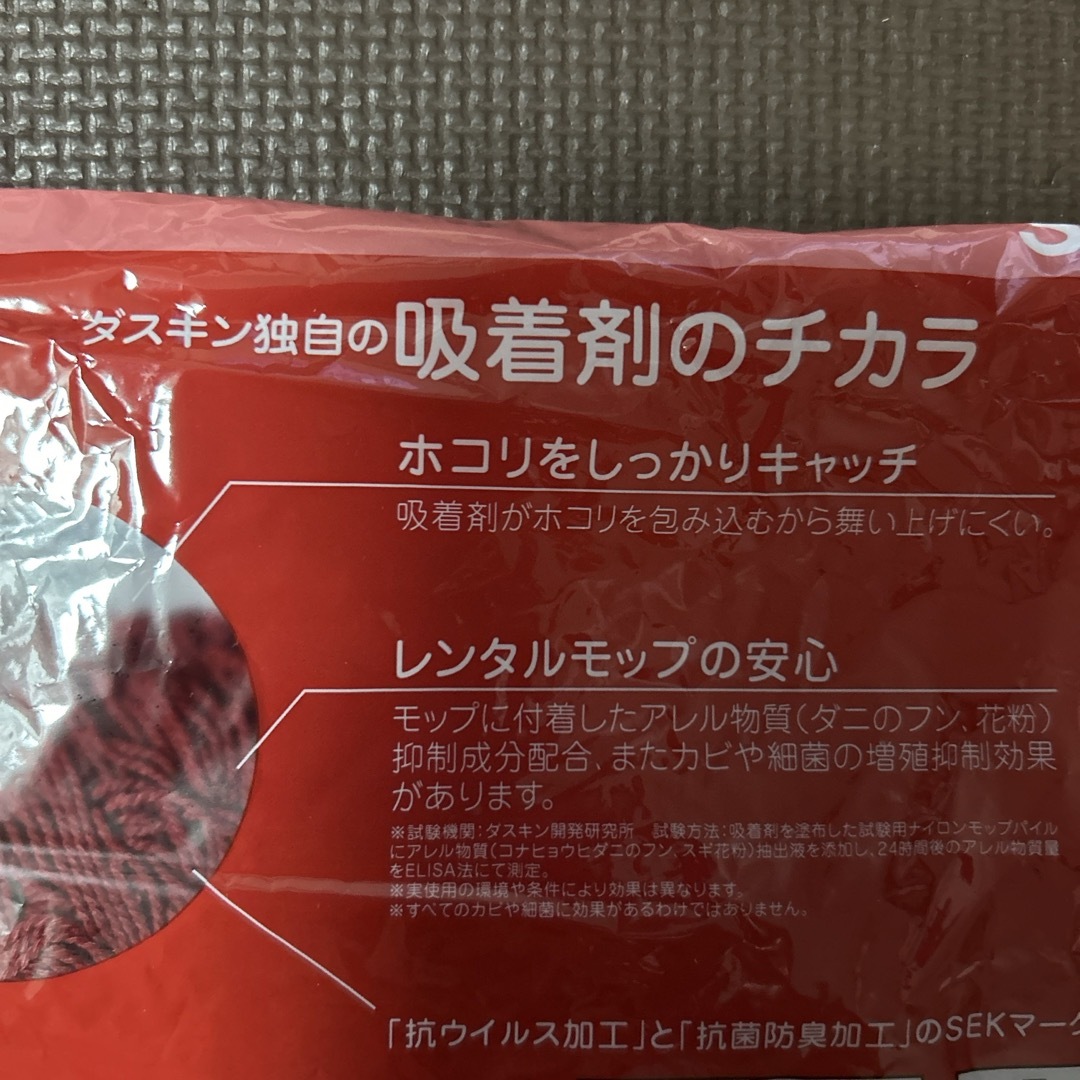 ダスキン独自の吸着剤のチカラ
ホコリをしっかりキャッチ
吸着剤がホコリを包み込むから舞い上げにくい。
レンタルモップの安心
モップに付着したアレル物質(ダニのフン、花粉)
抑制成分配合、またカビや細菌の増殖抑制効果
があります。
※試験機関:ダスキン開発研究所 試験方法:吸着剤を塗布した試験用ナイロンモップパイル
にアレル物質(コナヒョウヒダニのフン、スギ花粉)抽出液を添加し、24時間後のアレル物質量
をELISA法にて測定。
※実使用の環境や条件により効果は異なります。
※すべてのカビや細菌に効果があるわけではありません。
「抗ウイルス加工」と「抗菌防臭加工」のSEKマーク